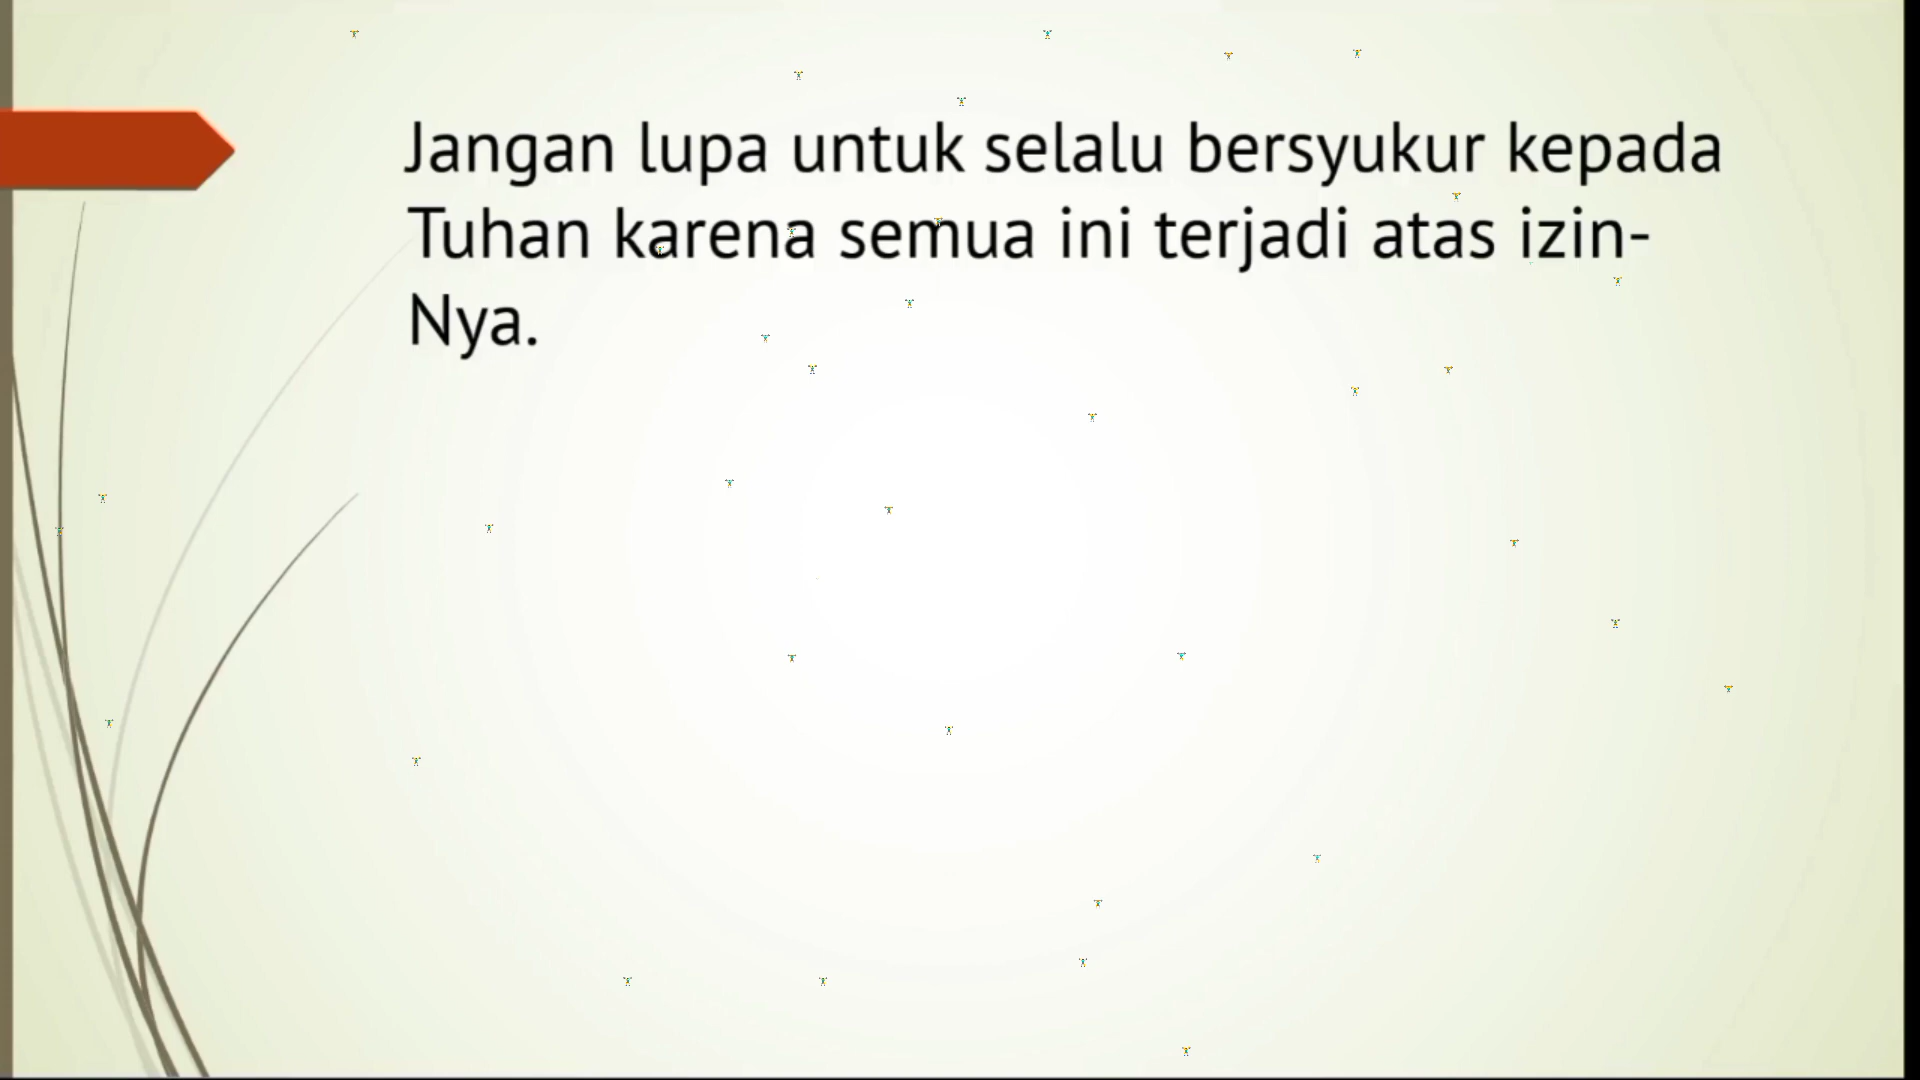 Jangan lupa untuk selalu bersyukur kepada
Tuhan karena semua ini terjadi atas izin-
Nya.